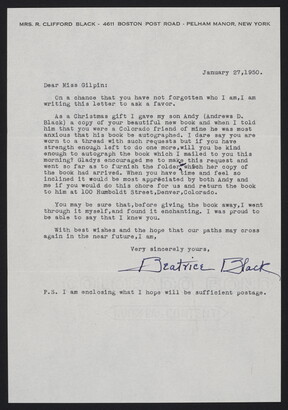 MRS. R. CLIFFORD BLACK · 4611 BOSTON POST ROAD · PELHAM MANOR, NEW YORK
January 27,1950.
Dear Miss Gilpin:
On a chance that you have not forgotten who I am,I am
writing this letter to ask a favor.
As a Christmas gift I gave my son Andy (Andrews D.
Black) a copy of your beautiful new book and when I told
him that you were a Colorado friend of mine he was most
anxious that his book be autographed. I dare say you are
worn to a thread with such requests but if you have
strength enough left to do one more,will you be kind
enough to autograph the book which I mailed to you this
morning? Gladys encouraged me to make this request and
went so far as to furnish the folder which her copy of
the book had arrived. When you have time and feel so
inclined it would be most appreciated by both Andy and
me if you would do this chore for us and return the book
to him at 100 Humboldt Street,Denver,Colorado.
You may be sure that,before giving the book away,I went
through it myself,and found it enchanting. I was proud to be
able to say that I knew you.
With best wishes and the hope that our paths may cross
again in the near future,I am,
Very sincerely yours,
Beatrice Black
P.S. I am enclosing what I hope will be sufficient postage.